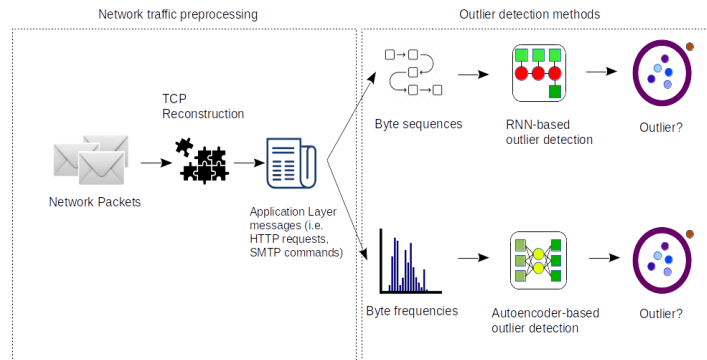 Network traffic preprocessing
Outlier detection methods
TCP
Reconstruction
Byte sequences
RNN-based
outlier detection
Outlier?
Network Packets
Application Layer
messages (i.e.
HTTP requests,
SMTP commands)
Byte frequencies
Autoencoder-based
outlier detection
Outlier?